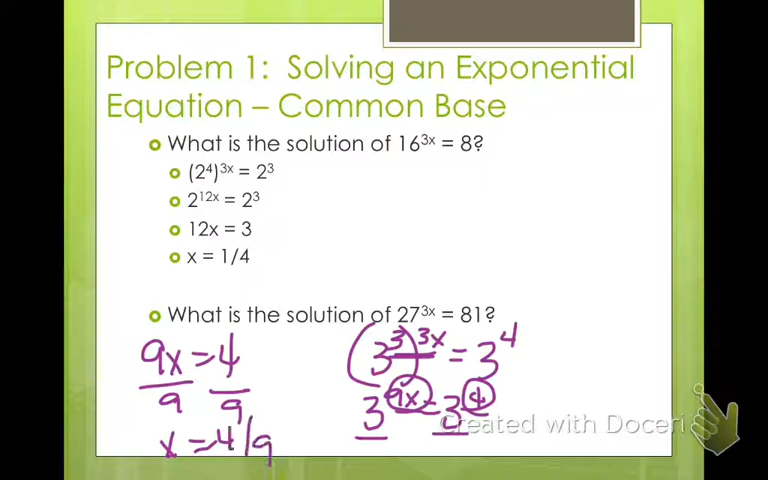 Problem 1: Solving an Exponential
Equation – Common Base
What is the solution of 16^3x = 8?
(2^4)^3x = 2^3
2^12x = 2^3
12x = 3
x = 1/4
What is the solution of 27^3x = 81?
(3^3)^3x = 3^4
3^9x = 3^4
9x = 4
9 9
x = 4/9
Created with Doceri